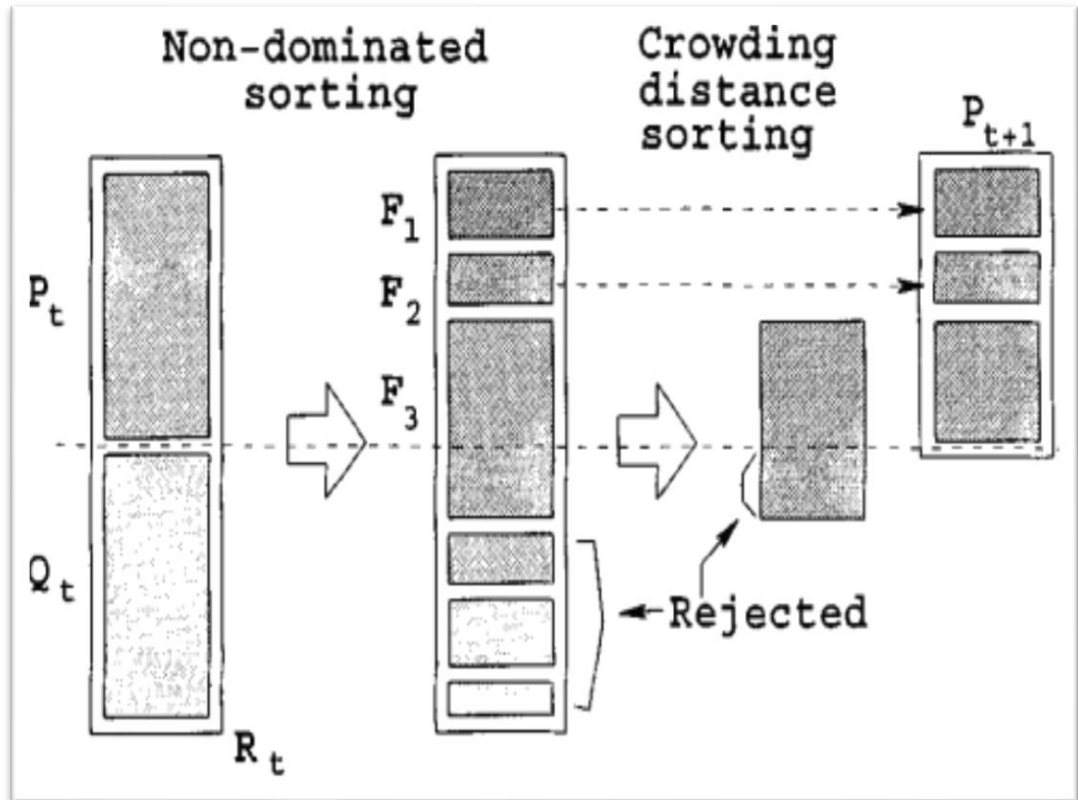 Non-dominated
sorting
Crowding
distance
sorting
P t+1
F 1
P t
F 2
F 3
Q t
Rejected
R t